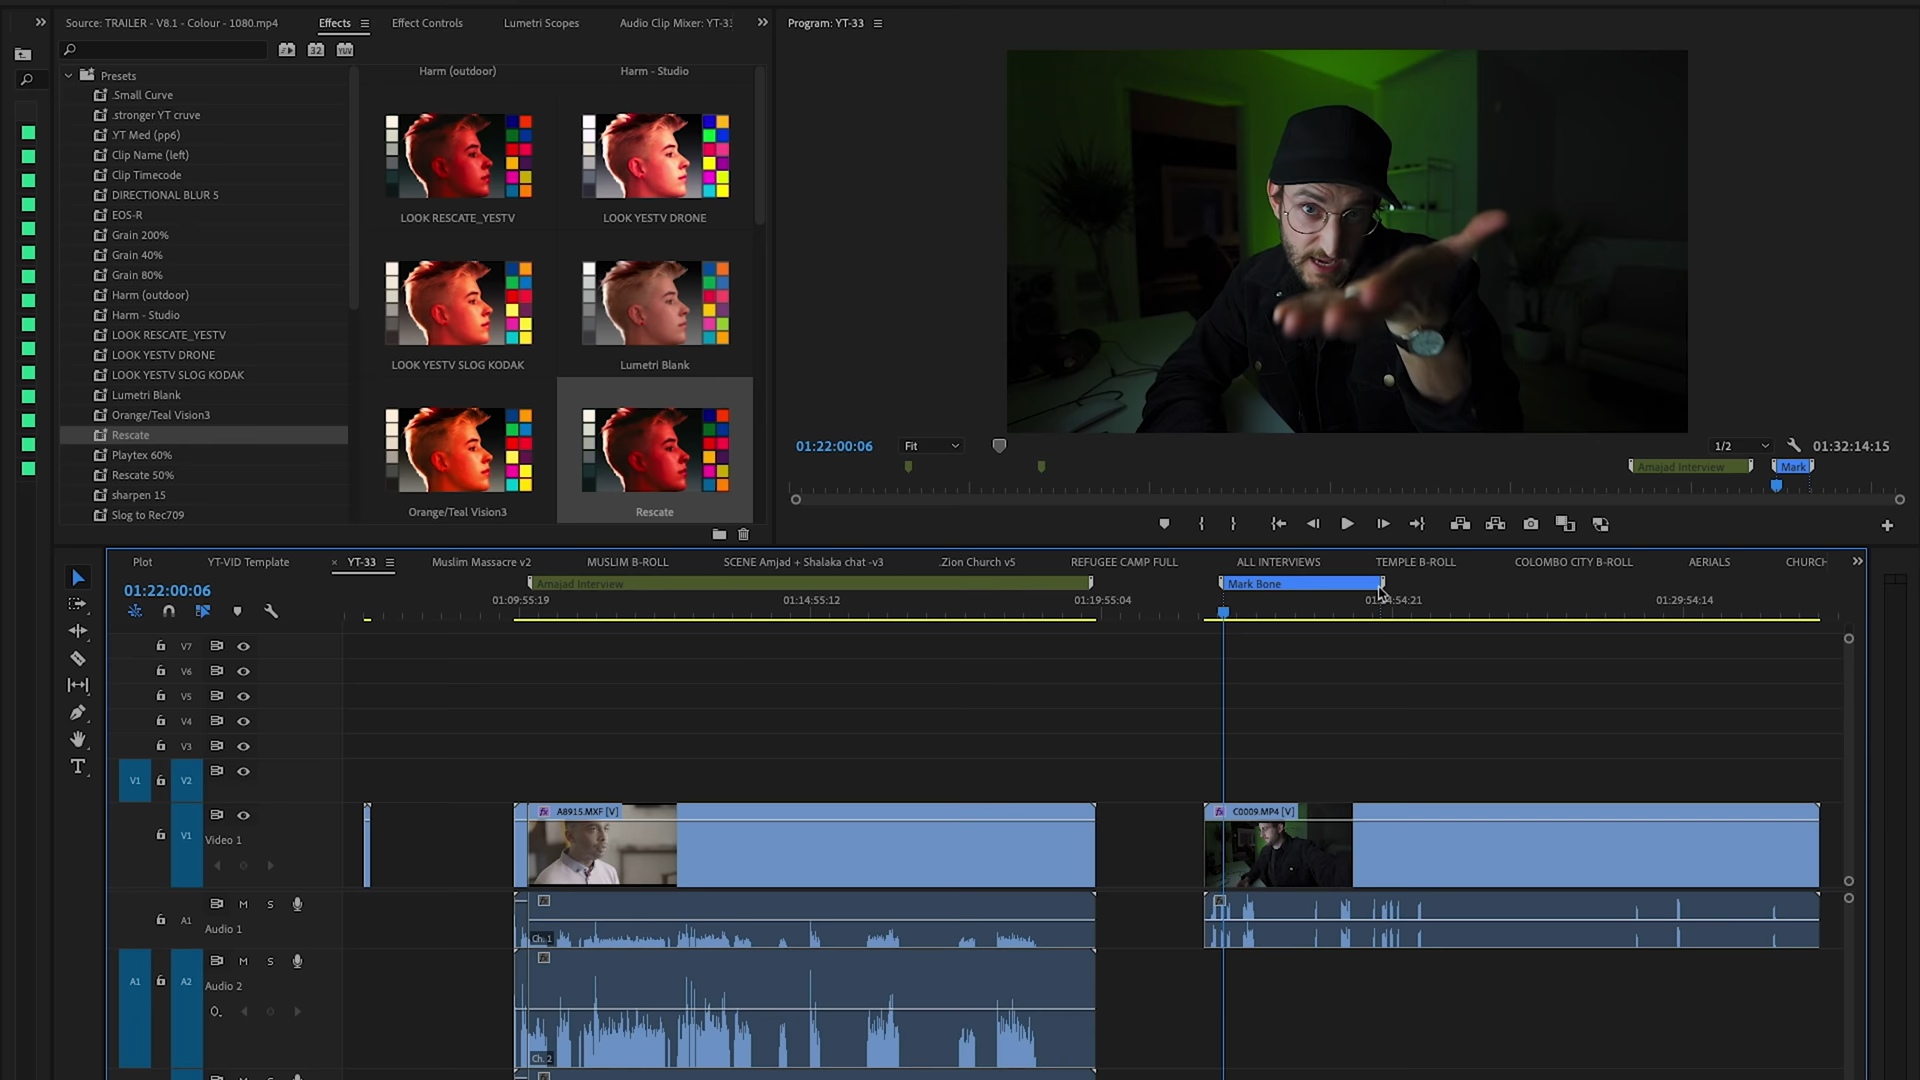 Source: TRAILER - V8.1 - Colour - 1080.mp4
Effects
Effect Controls
Lumetri Scopes
Audio Clip Mixer: YT-33
Program: YT-33
32
YUV
Presets
.Small Curve
.stronger YT cruve
.YT Med (pp6)
Clip Name (left)
Clip Timecode
DIRECTIONAL BLUR 5
EOS-R
Grain 200%
Grain 40%
Grain 80%
Harm (outdoor)
Harm - Studio
LOOK RESCATE_YESTV
LOOK YESTV DRONE
LOOK YESTV SLOG KODAK
Lumetri Blank
Orange/Teal Vision3
Rescate
Playtex 60%
Rescate 50%
sharpen 15
Slog to Rec709
Harm (outdoor)
Harm - Studio
LOOK RESCATE_YESTV
LOOK YESTV DRONE
LOOK YESTV SLOG KODAK
Lumetri Blank
Orange/Teal Vision3
Rescate
01:22:00:06
Fit
1/2
01:32:14:15
Amajad Interview
Mark
Plot
YT-VID Template
× YT-33
Muslim Massacre v2
MUSLIM B-ROLL
SCENE Amjad + Shalaka chat -v3
.Zion Church v5
REFUGEE CAMP FULL
ALL INTERVIEWS
TEMPLE B-ROLL
COLOMBO CITY B-ROLL
AERIALS
CHURCH
01:22:00:06
Amajad Interview
Mark Bone
01:09:55:19
01:14:55:12
01:19:55:04
01:29:54:14
V7
V6
V5
V4
V3
V1
V2
V1
Video 1
A8915.MXF [V]
C0009.MP4 [V]
A1
M
S
Audio 1
Ch. 1
A1
A2
M
S
Audio 2
Ch. 2